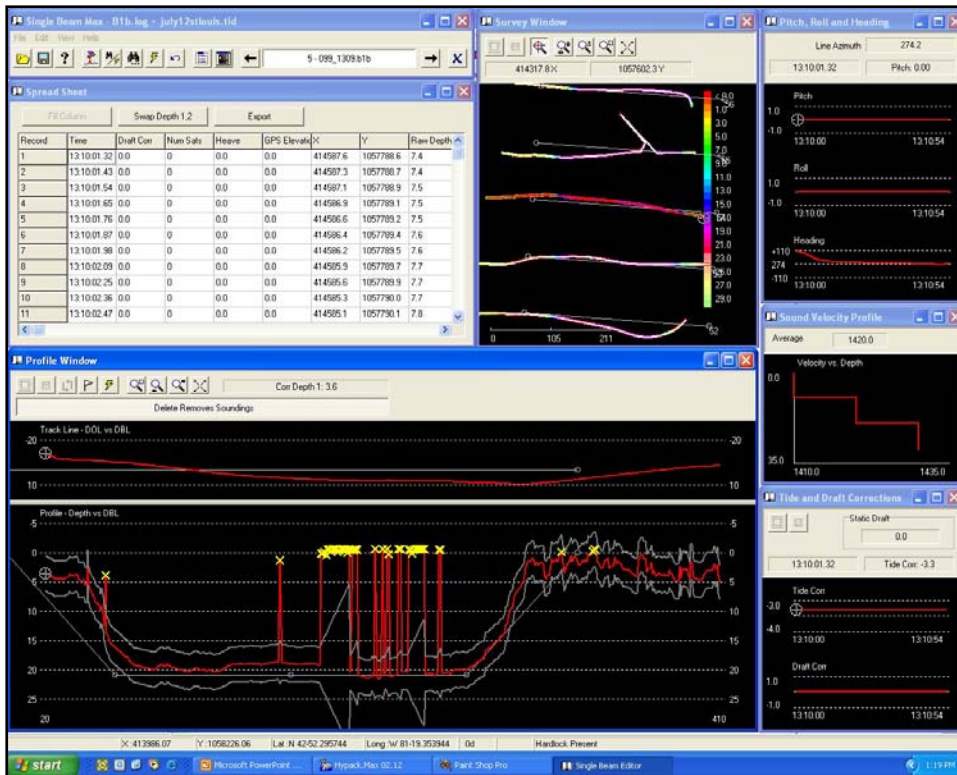 Single Beam Max - B1b.log - july12stlouis.tid
File Edit View Help
5 - 099_1309.b1b
Spread Sheet
Fill Column Swap Depth 1,2 Export
Record Time Draft Corr Num Sats Heave GPS Elevatic X Y Raw Depth
1 13:10:01.32 0.0 0 0.0 0.0 414587.6 1057788.6 7.4
2 13:10:01.43 0.0 0 0.0 0.0 414587.3 1057788.7 7.4
3 13:10:01.54 0.0 0 0.0 0.0 414587.1 1057788.9 7.5
4 13:10:01.65 0.0 0 0.0 0.0 414586.9 1057789.1 7.5
5 13:10:01.76 0.0 0 0.0 0.0 414586.6 1057789.2 7.5
6 13:10:01.87 0.0 0 0.0 0.0 414586.4 1057789.4 7.6
7 13:10:01.98 0.0 0 0.0 0.0 414586.2 1057789.5 7.6
8 13:10:02.09 0.0 0 0.0 0.0 414585.9 1057789.7 7.7
9 13:10:02.25 0.0 0 0.0 0.0 414585.6 1057789.9 7.7
10 13:10:02.36 0.0 0 0.0 0.0 414585.3 1057790.0 7.7
11 13:10:02.47 0.0 0 0.0 0.0 414585.1 1057790.1 7.8
Survey Window
414317.8 X 1057602.3 Y
< 9.0
1.0
3.0
5.0
7.0
9.0
11.0
13.0
15.0
19.0
21.0
23.0
27.0
29.0
52
0 105 211
Pitch, Roll and Heading
Line Azimuth 274.2
13:10:01.32 Pitch: 0.00
Pitch
1.0
-1.0
13:10:00 13:10:54
Roll
1.0
-1.0
13:10:00 13:10:54
Heading
+110
274
-110
13:10:00 13:10:54
Sound Velocity Profile
Average 1420.0
Velocity vs. Depth
0.0
35.0
1410.0 1435.0
Profile Window
Corr Depth 1: 3.6
Delete Removes Soundings
Track Line - DOL vs DBL
-20 -20
10 10
Profile - Depth vs DBL
-5 -5
0 0
5 5
10 10
15 15
20 20
25 25
20 410
Tide and Draft Corrections
Static Draft
0.0
13:10:01.32 Tide Corr: -3.3
Tide Corr
-3.0
-4.0
13:10:00 13:10:54
Draft Corr
1.0
-1.0
13:10:00 13:10:54
X :413986.07 Y :1058226.06 Lat :N 42-52.295744 Long :W 81-19.353944 0d Hardlock Present
start Microsoft PowerPoint ... Hypack.Max 02.12 Paint Shop Pro Single Beam Editor 1:19 PM